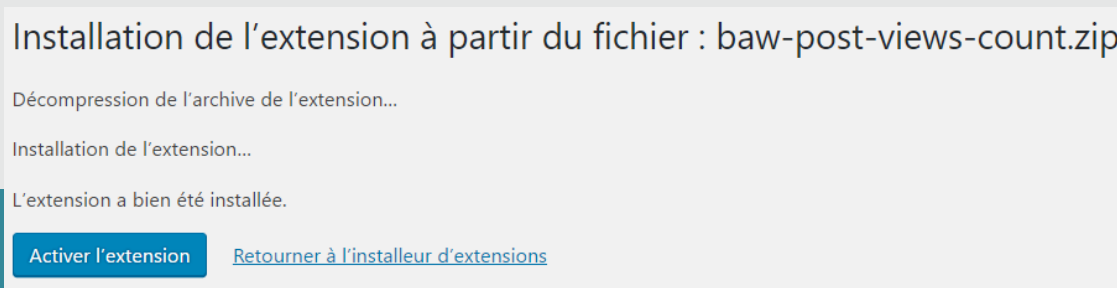 Installation de l’extension à partir du fichier : baw-post-views-count.zip
Décompression de l’archive de l’extension…
Installation de l’extension…
L’extension a bien été installée.
Activer l’extension Retourner à l’installeur d’extensions